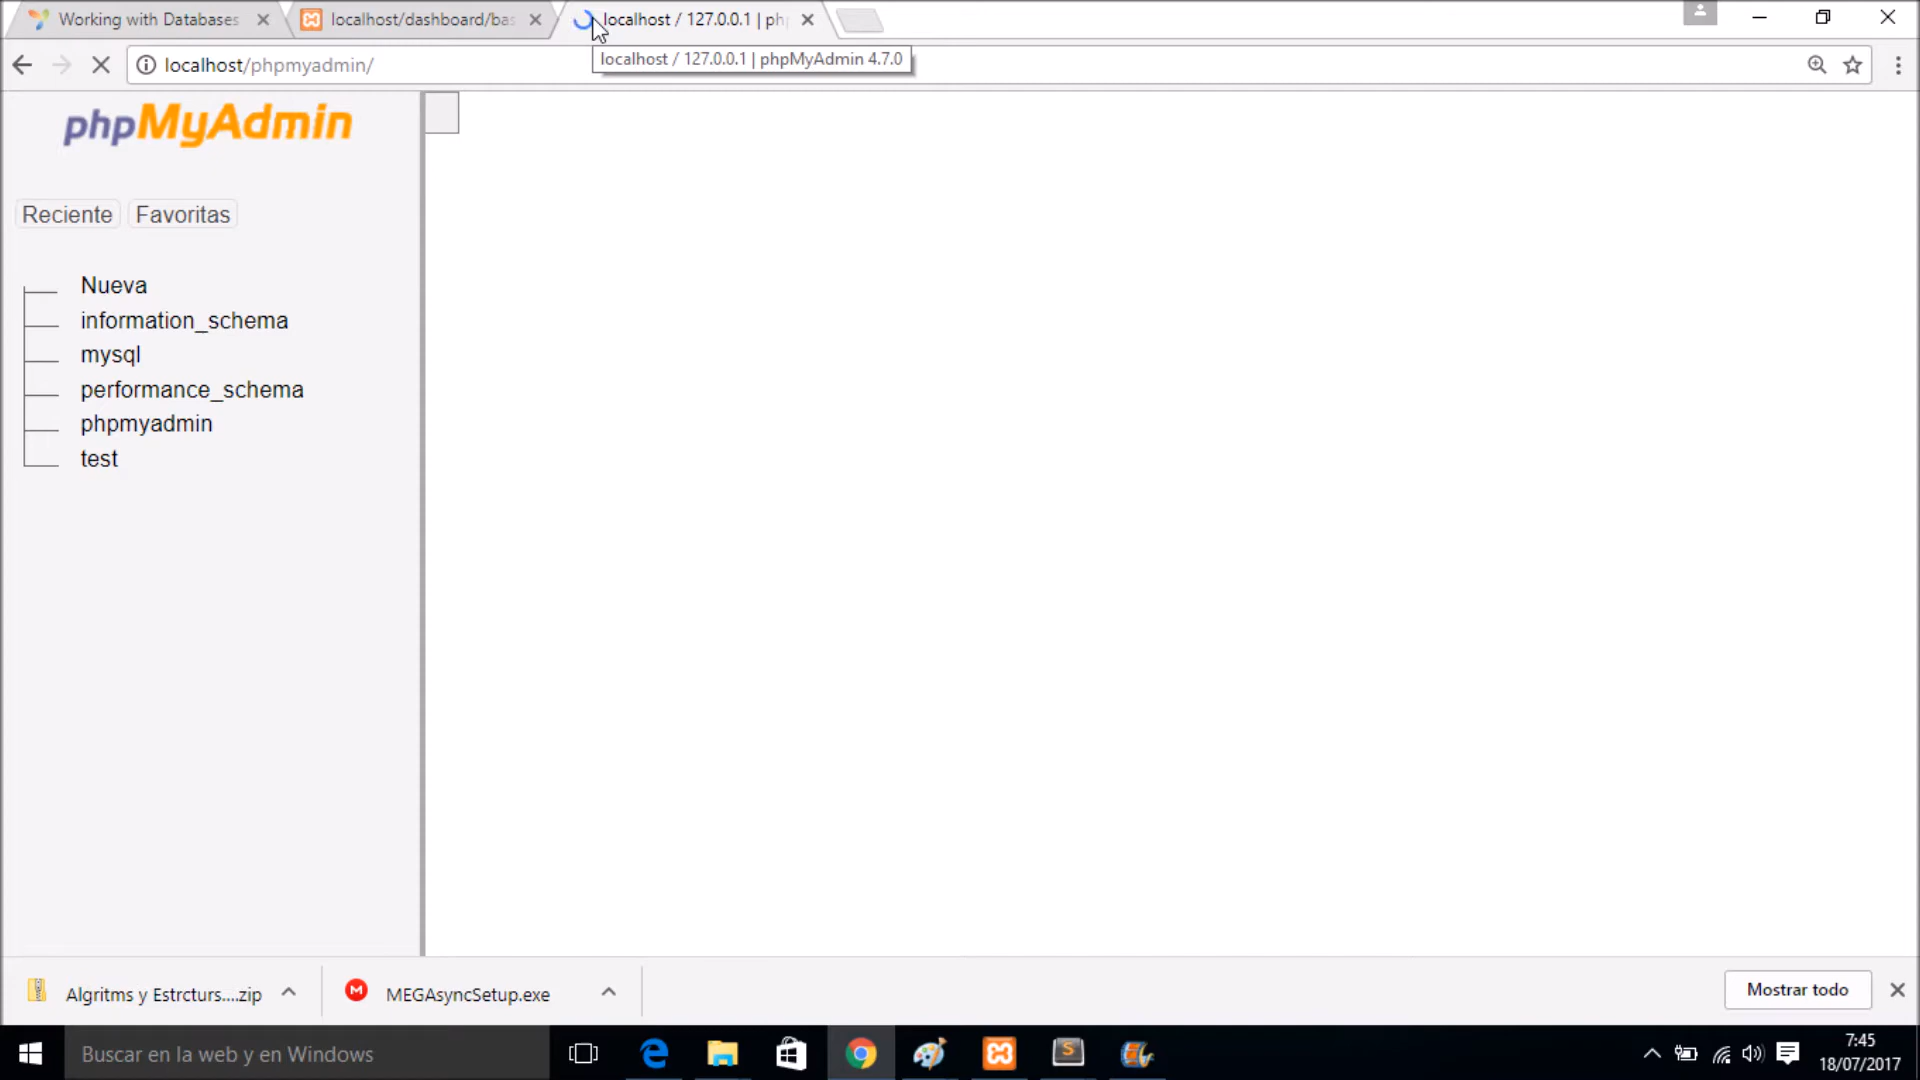 Working with Databases
localhost/dashboard/bas
localhost / 127.0.0.1 | ph
localhost/phpmyadmin/
localhost / 127.0.0.1 | phpMyAdmin 4.7.0
phpMyAdmin
Reciente Favoritas
Nueva
information_schema
mysql
performance_schema
phpmyadmin
test
Algritms y Estrcturs....zip
MEGAsyncSetup.exe
Mostrar todo
Buscar en la web y en Windows
7:45
18/07/2017